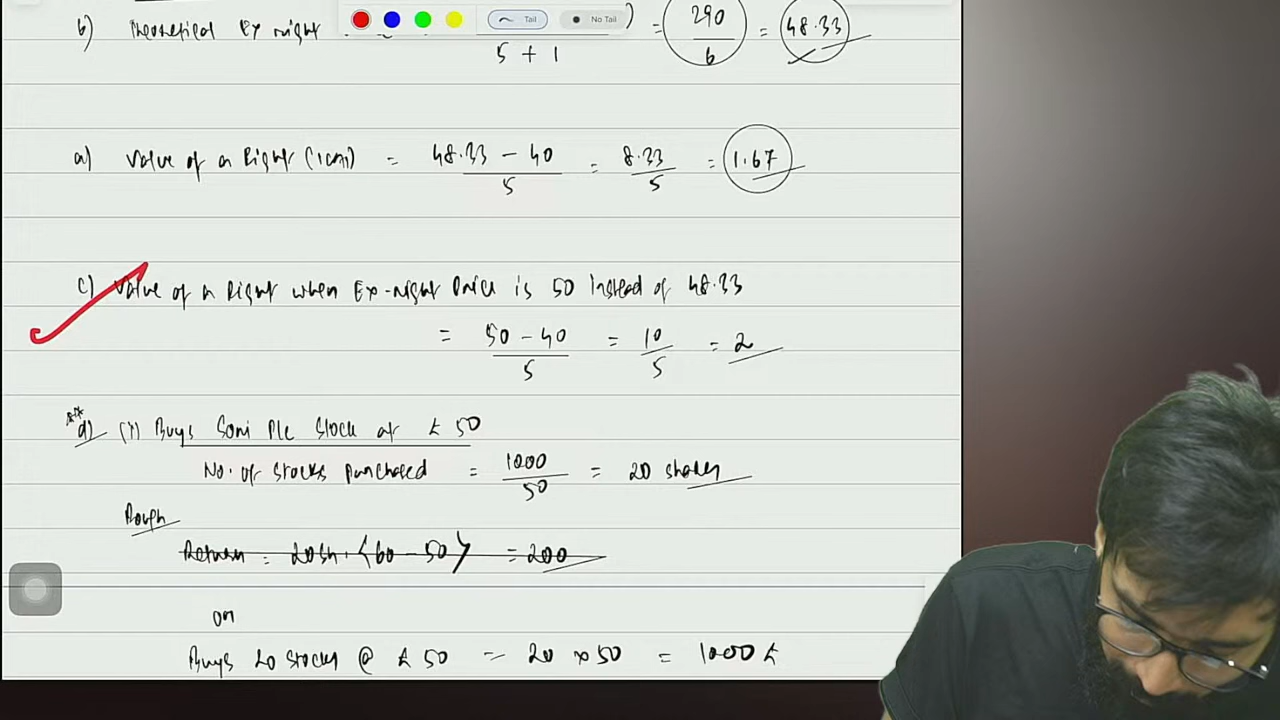 Tail No Tail
b) Theoretical Ex right ) = 290/6 = 48.33
5 + 1
a) Value of a Right (1am) = 48.33 - 40 / 5 = 8.33 / 5 = 1.67
c) Value of a Right when Ex-right Price is 50 instead of 48.33
= 50 - 40 / 5 = 10 / 5 = 2
** d) (i) Buys Soni Plc Stock at £ 50
No. of stocks purchased = 1000 / 50 = 20 shares
Rough
Return = 20sh. (60 - 50) = 200
on
Buys 20 stocks @ £ 50 = 20 x 50 = 1000 £